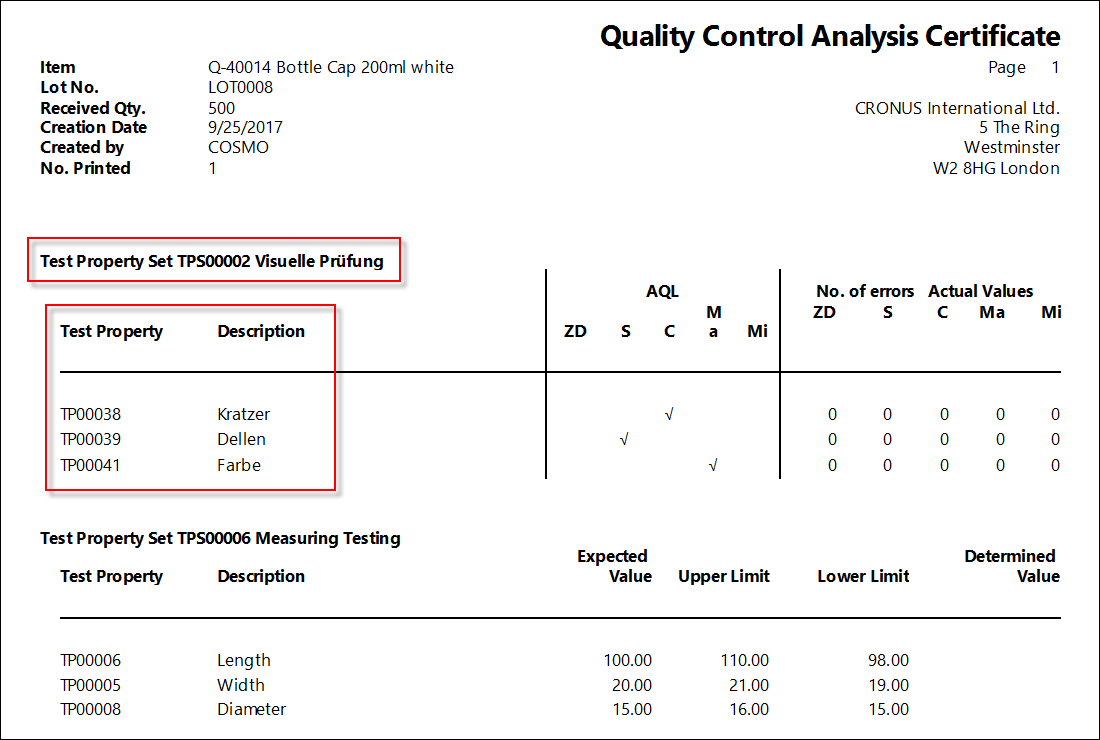 Quality Control Analysis Certificate
Page 1
Item Q-40014 Bottle Cap 200ml white
Lot No. LOT0008
Received Qty. 500
Creation Date 9/25/2017
Created by COSMO
No. Printed 1
CRONUS International Ltd.
5 The Ring
Westminster
W2 8HG London
Test Property Set TPS00002 Visuelle Prüfung
AQL No. of errors Actual Values
Test Property Description ZD S C Ma Mi ZD S C Ma Mi
TP00038 Kratzer √ 0 0 0 0 0
TP00039 Dellen √ 0 0 0 0 0
TP00041 Farbe √ 0 0 0 0 0
Test Property Set TPS00006 Measuring Testing
Test Property Description Expected Value Upper Limit Lower Limit Determined Value
TP00006 Length 100.00 110.00 98.00
TP00005 Width 20.00 21.00 19.00
TP00008 Diameter 15.00 16.00 15.00